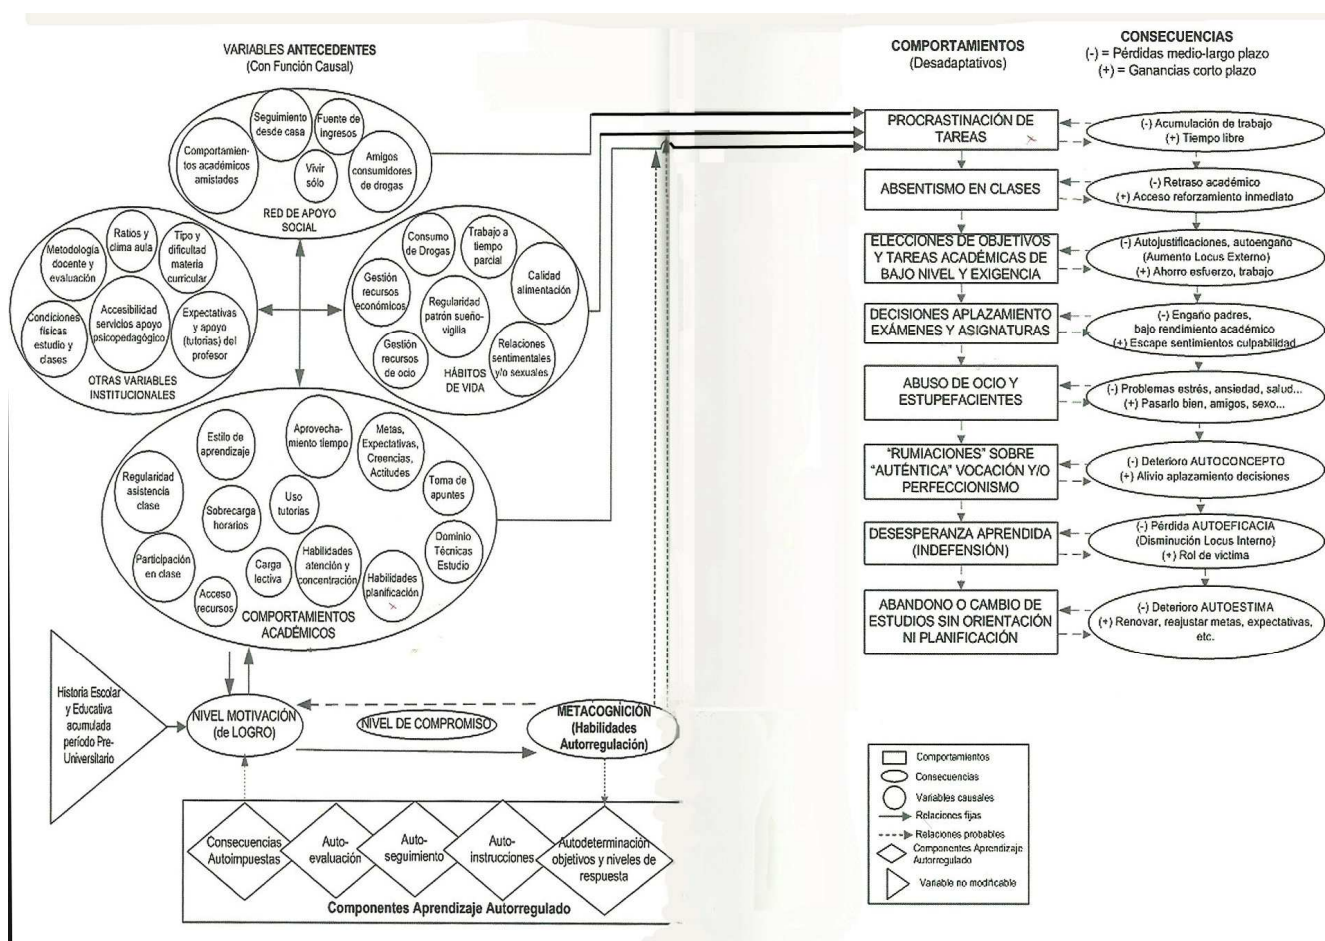 VARIABLES ANTECEDENTES
(Con Función Causal)
Comportamien-
tos académicos
amistades
Seguimiento
desde casa
Fuente de
ingresos
Vivir
sólo
Amigos
consumidores
de drogas
RED DE APOYO
SOCIAL
Metodología
docente y
evaluación
Ratios y
clima aula
Tipo y
dificultad
materia
curricular
Condiciones
físicas
estudio y
clases
Accesibilidad
servicios apoyo
psicopedagógico
Expectativas
y apoyo
(tutorias) del
profesor
OTRAS VARIABLES
INSTITUCIONALES
Consumo
de Drogas
Trabajo a
tiempo
parcial
Calidad
alimentación
Gestión
recursos
económicos
Regularidad
patrón sueño-
vigilia
Gestión
recursos
de ocio
Relaciones
sentimentales
y/o sexuales
HÁBITOS
DE VIDA
Estilo de
aprendizaje
Aprovecha-
miento tiempo
Metas,
Expectativas,
Creencias,
Actitudes
Regularidad
asistencia
clase
Sobrecarga
horarios
Uso
tutorias
Toma de
apuntes
Participación
en clase
Acceso
recursos
Carga
lectiva
Habilidades
atención y
concentración
Habilidades
planificación
Dominio
Técnicas
Estudio
COMPORTAMIENTOS
ACADÉMICOS
Historia Escolar
y Educativa
acumulada
período Pre-
Universitario
NIVEL MOTIVACIÓN
(de LOGRO)
NIVEL DE COMPROMISO
METACOGNICIÓN
(Habilidades
Autorregulación)
Consecuencias
Autoimpuestas
Auto-
evaluación
Auto-
seguimiento
Auto-
instrucciones
Autodeterminación
objetivos y niveles de
respuesta
Componentes Aprendizaje Autorregulado
COMPORTAMIENTOS
(Desadaptativos)
CONSECUENCIAS
(-) = Pérdidas medio-largo plazo
(+) = Ganancias corto plazo
PROCRASTINACIÓN DE
TAREAS
(-) Acumulación de trabajo
(+) Tiempo libre
ABSENTISMO EN CLASES
(-) Retraso académico
(+) Acceso reforzamiento inmediato
ELECCIONES DE OBJETIVOS
Y TAREAS ACADÉMICAS DE
BAJO NIVEL Y EXIGENCIA
(-) Autojustificaciones, autoengaño
(Aumento Locus Externo)
(+) Ahorro esfuerzo, trabajo
DECISIONES APLAZAMIENTO
EXÁMENES Y ASIGNATURAS
(-) Engaño padres,
bajo rendimiento académico
(+) Escape sentimientos culpabilidad
ABUSO DE OCIO Y
ESTUPEFACIENTES
(-) Problemas estrés, ansiedad, salud...
(+) Pasarlo bien, amigos, sexo...
“RUMIACIONES” SOBRE
“AUTÉNTICA” VOCACIÓN Y/O
PERFECCIONISMO
(-) Deterioro AUTOCONCEPTO
(+) Alivio aplazamiento decisiones
DESESPERANZA APRENDIDA
(INDEFENSIÓN)
(-) Pérdida AUTOEFICACIA
(Disminución Locus Interno)
(+) Rol de victima
ABANDONO O CAMBIO DE
ESTUDIOS SIN ORIENTACIÓN
NI PLANIFICACIÓN
(-) Deterioro AUTOESTIMA
(+) Renovar, reajustar metas, expectativas,
etc.
Comportamientos
Consecuencias
Variables causales
Relaciones fijas
Relaciones probables
Componentes Aprendizaje
Autorregulado
Variable no modificable